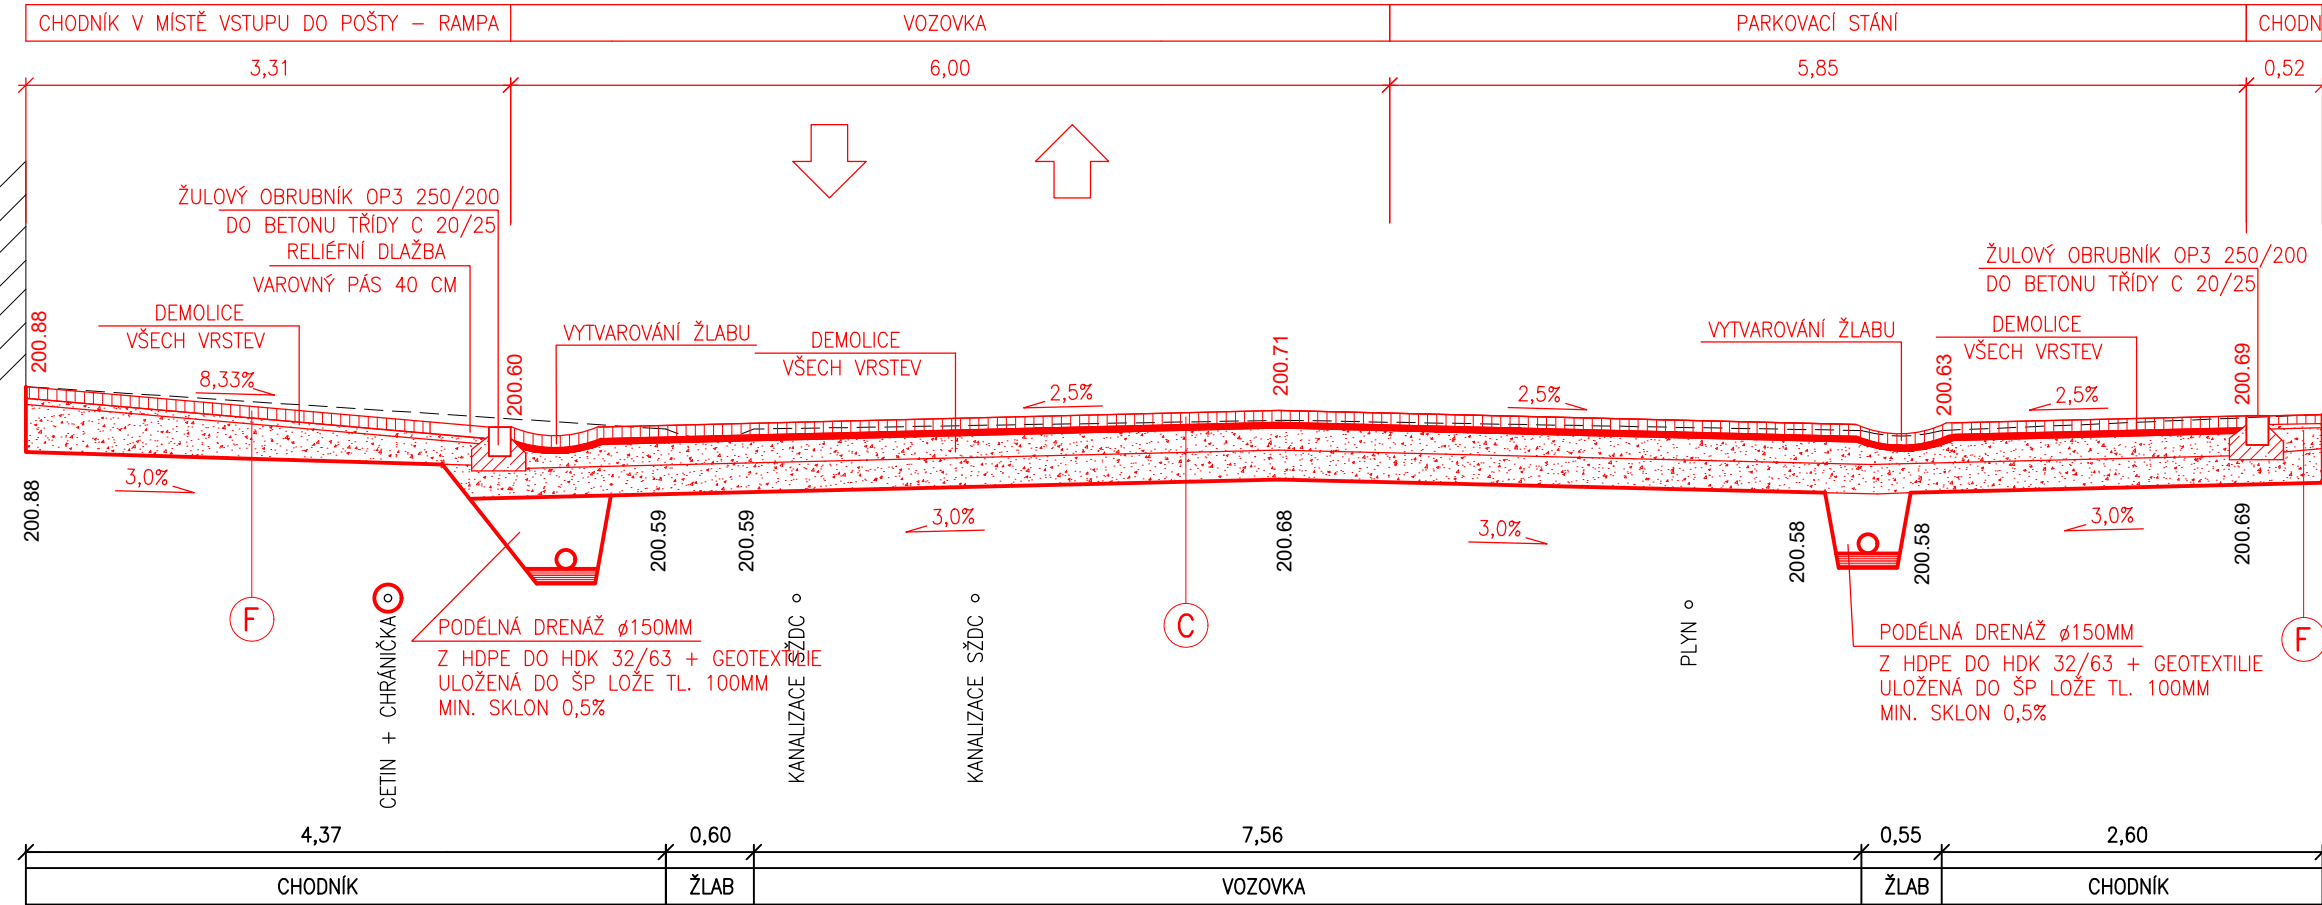 CHODNÍK V MÍSTĚ VSTUPU DO POŠTY – RAMPA
VOZOVKA
PARKOVACÍ STÁNÍ
CHODN
3,31
6,00
5,85
0,52
ŽULOVÝ OBRUBNÍK OP3 250/200
DO BETONU TŘÍDY C 20/25
RELIÉFNÍ DLAŽBA
VAROVNÝ PÁS 40 CM
DEMOLICE
VŠECH VRSTEV
200.88
8,33%
200.60
VYTVAROVÁNÍ ŽLABU
DEMOLICE
VŠECH VRSTEV
2,5%
200.71
2,5%
VYTVAROVÁNÍ ŽLABU
ŽULOVÝ OBRUBNÍK OP3 250/200
DO BETONU TŘÍDY C 20/25
DEMOLICE
VŠECH VRSTEV
200.63
2,5%
200.69
200.88
3,0%
200.59
200.59
3,0%
200.68
3,0%
200.58
200.58
3,0%
200.69
F
C
F
CETIN + CHRÁNIČKA
PODÉLNÁ DRENÁŽ ø150MM
Z HDPE DO HDK 32/63 + GEOTEXTILIE
ULOŽENÁ DO ŠP LOŽE TL. 100MM
MIN. SKLON 0,5%
KANALIZACE SŽDC
KANALIZACE SŽDC
PLYN
PODÉLNÁ DRENÁŽ ø150MM
Z HDPE DO HDK 32/63 + GEOTEXTILIE
ULOŽENÁ DO ŠP LOŽE TL. 100MM
MIN. SKLON 0,5%
4,37
0,60
7,56
0,55
2,60
CHODNÍK
ŽLAB
VOZOVKA
ŽLAB
CHODNÍK